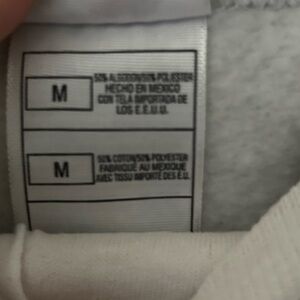 M
50% ALGODON/50% POLIESTER
HECHO EN MEXICO
CON TELA IMPORTADA DE
LOS E.E.U.U.
M
50% COTON/50% POLYESTER
FABRIQUÉ AU MEXIQUE
AVEC TISSU IMPORTÉ DES É.U.